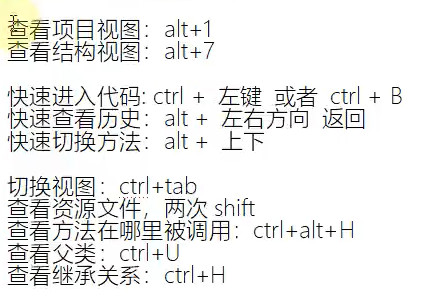 查看项目视图：alt+1
查看结构视图：alt+7
快速进入代码: ctrl + 左键 或者 ctrl + B
快速查看历史：alt + 左右方向 返回
快速切换方法：alt + 上下
切换视图：ctrl+tab
查看资源文件，两次 shift
查看方法在哪里被调用：ctrl+alt+H
查看父类：ctrl+U
查看继承关系：ctrl+H